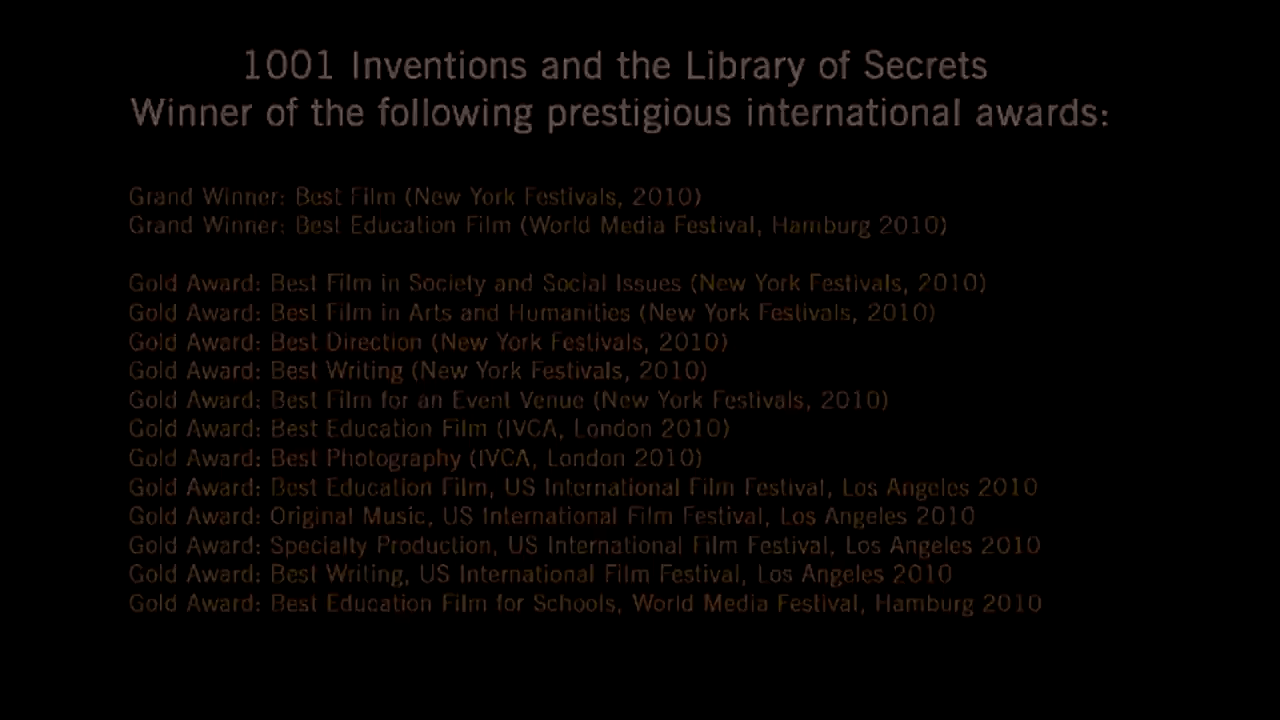 1001 Inventions and the Library of Secrets
Winner of the following prestigious international awards:
Grand Winner: Best Film (New York Festivals, 2010)
Grand Winner: Best Education Film (World Media Festival, Hamburg 2010)
Gold Award: Best Film in Society and Social Issues (New York Festivals, 2010)
Gold Award: Best Film in Arts and Humanities (New York Festivals, 2010)
Gold Award: Best Direction (New York Festivals, 2010)
Gold Award: Best Writing (New York Festivals, 2010)
Gold Award: Best Film for an Event Venue (New York Festivals, 2010)
Gold Award: Best Education Film (IVCA, London 2010)
Gold Award: Best Photography (IVCA, London 2010)
Gold Award: Best Education Film, US International Film Festival, Los Angeles 2010
Gold Award: Original Music, US International Film Festival, Los Angeles 2010
Gold Award: Specialty Production, US International Film Festival, Los Angeles 2010
Gold Award: Best Writing, US International Film Festival, Los Angeles 2010
Gold Award: Best Education Film for Schools, World Media Festival, Hamburg 2010